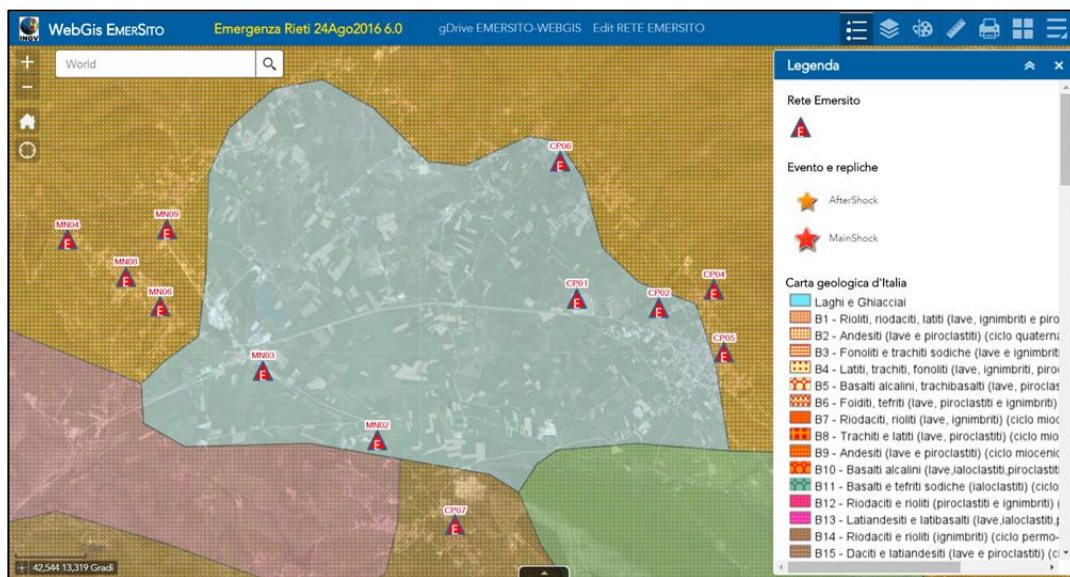 INGV
WebGis EMERSITO Emergenza Rieti 24Ago2016 6.0 gDrive EMERSITO-WEBGIS Edit RETE EMERSITO
World
CP06
E
MN09
E
MN04
E
MN08
E
MN06
E
CP04
E
CP01
E
CP02
E
CP05
E
MN03
E
MN02
E
CP07
E
42,544 13,319 Gradi
Legenda
Rete Emersito
E
Evento e repliche
AfterShock
MainShock
Carta geologica d'Italia
Laghi e Ghiacciai
B1 - Rioliti, riodaciti, latiti (lave, ignimbriti e piro
B2 - Andesiti (lave e piroclastiti) (ciclo quaterna
B3 - Fonoliti e trachiti sodiche (lave e ignimbriti
B4 - Latiti, trachiti, fonoliti (lave, ignimbriti, piro
B5 - Basalti alcalini, trachibasalti (lave, piroclas
B6 - Foiditi, tefriti (lave, piroclastiti e ignimbriti)
B7 - Riodaciti, rioliti (lave, ignimbriti) (ciclo mioc
B8 - Trachiti e latiti (lave, piroclastiti) (ciclo mio
B9 - Andesiti (lave e piroclastiti) (ciclo miocenic
B10 - Basalti alcalini (lave,ialoclastiti,piroclastit
B11 - Basalti e tefriti sodiche (ialoclastiti) (ciclo
B12 - Riodaciti e rioliti (piroclastiti e ignimbriti) (
B13 - Latiandesiti e latibasalti (lave,ialoclastiti,p
B14 - Riodaciti e rioliti (ignimbriti) (ciclo permo-
B15 - Daciti e latiandesiti (lave e piroclastiti) (ci